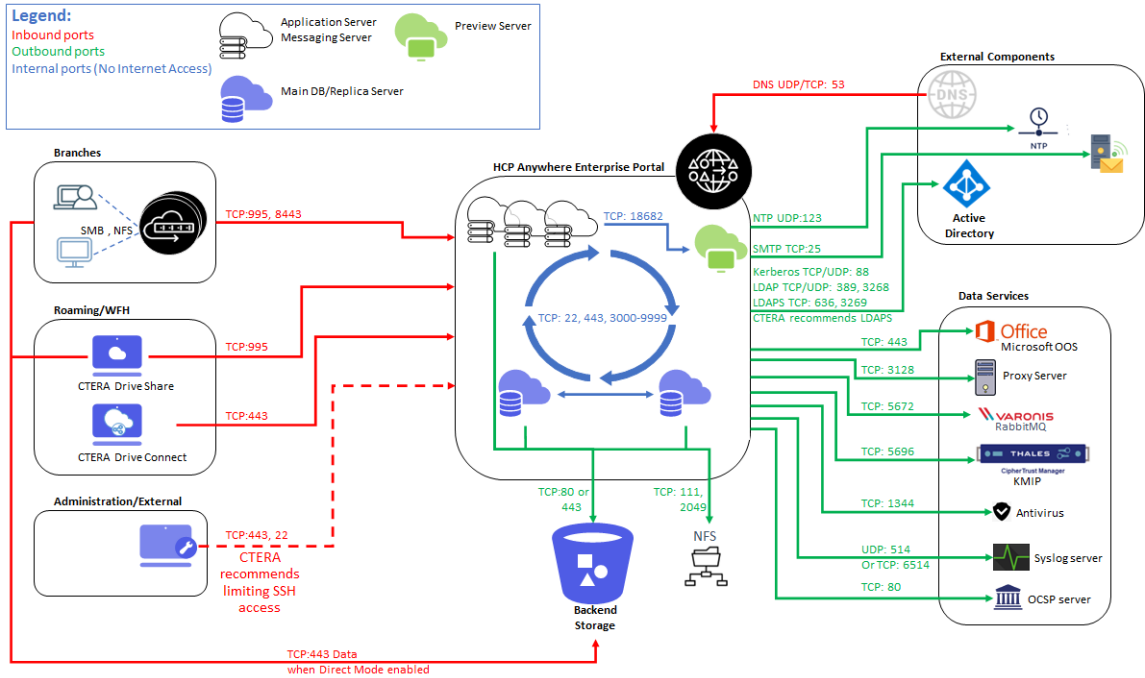 Legend:
Inbound ports
Outbound ports
Internal ports (No Internet Access)
Application Server
Messaging Server
Preview Server
Main DB/Replica Server
External Components
DNS UDP/TCP: 53
DNS
NTP
Active
Directory
Branches
SMB , NFS
TCP:995, 8443
HCP Anywhere Enterprise Portal
TCP: 18682
TCP: 22, 443, 3000-9999
NTP UDP:123
SMTP TCP:25
Kerberos TCP/UDP: 88
LDAP TCP/UDP: 389, 3268
LDAPS TCP: 636, 3269
CTERA recommends LDAPS
Roaming/WFH
TCP:995
CTERA Drive Share
TCP:443
CTERA Drive Connect
Data Services
TCP: 443
Office
Microsoft OOS
TCP: 3128
Proxy Server
TCP: 5672
VARONIS
RabbitMQ
TCP: 5696
THALES
CipherTrust Manager
KMIP
TCP: 1344
Antivirus
UDP: 514
Or TCP: 6514
Syslog server
TCP: 80
OCSP server
Administration/External
TCP:443, 22
CTERA
recommends
limiting SSH
access
TCP:80 or
443
TCP: 111,
2049
NFS
Backend
Storage
TCP:443 Data
when Direct Mode enabled